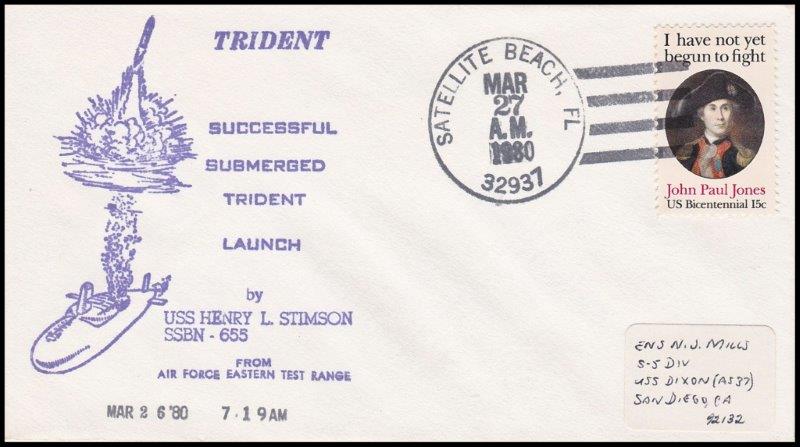 TRIDENT
SUCCESSFUL
SUBMERGED
TRIDENT
LAUNCH
by
USS HENRY L. STIMSON
SSBN - 655
FROM
AIR FORCE EASTERN TEST RANGE
MAR 2 6 '80 7 1 9 AM
SATELLITE BEACH, FL
MAR
27
A.M.
1980
32937
I have not yet
begun to fight
John Paul Jones
US Bicentennial 15c
ENS N.J. MILLS
S-5 DIV
USS DIXON (AS37)
SAN DIEGO, CA
92132